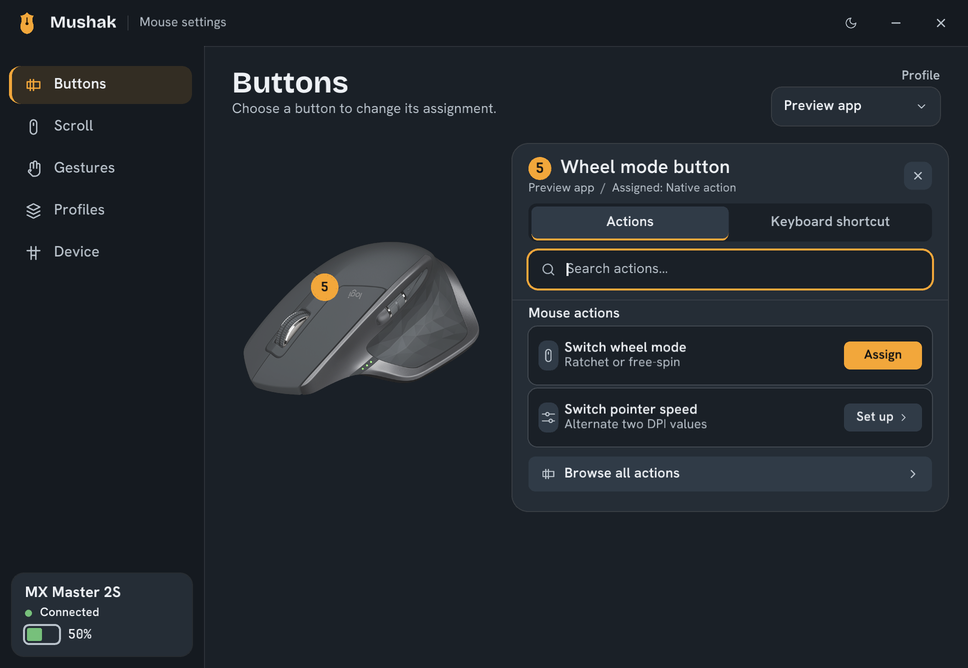 Mushak
Mouse settings
Buttons
Scroll
Gestures
Profiles
Device
MX Master 2S
Connected
50%
Buttons
Choose a button to change its assignment.
Profile
Preview app
5
logi
5 Wheel mode button
Preview app / Assigned: Native action
Actions
Keyboard shortcut
Search actions...
Mouse actions
Switch wheel mode
Ratchet or free-spin
Assign
Switch pointer speed
Alternate two DPI values
Set up
Browse all actions